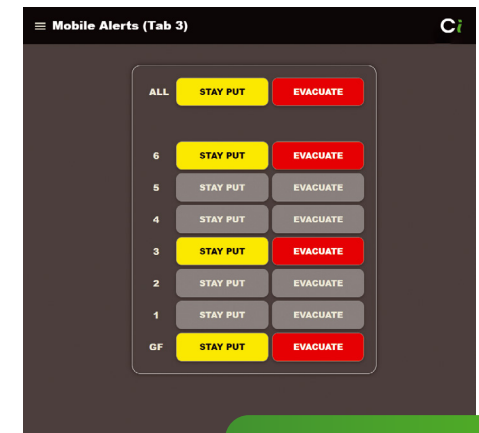 Mobile Alerts (Tab 3) Ci
ALL STAY PUT EVACUATE
6 STAY PUT EVACUATE
5 STAY PUT EVACUATE
4 STAY PUT EVACUATE
3 STAY PUT EVACUATE
2 STAY PUT EVACUATE
1 STAY PUT EVACUATE
GF STAY PUT EVACUATE